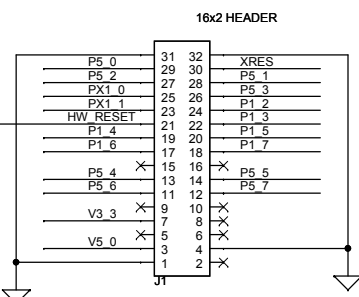 16x2 HEADER
31 32
P5_0 29 30 XRES
P5_2 27 28 P5_1
PX1_0 25 26 P5_3
PX1_1 23 24 P1_2
HW_RESET 21 22 P1_3
P1_4 19 20 P1_5
P1_6 17 18 P1_7
15 16
P5_4 13 14 P5_5
P5_6 11 12 P5_7
9 10
V3_3 7 8
5 6
V5_0 3 4
1 2
J1